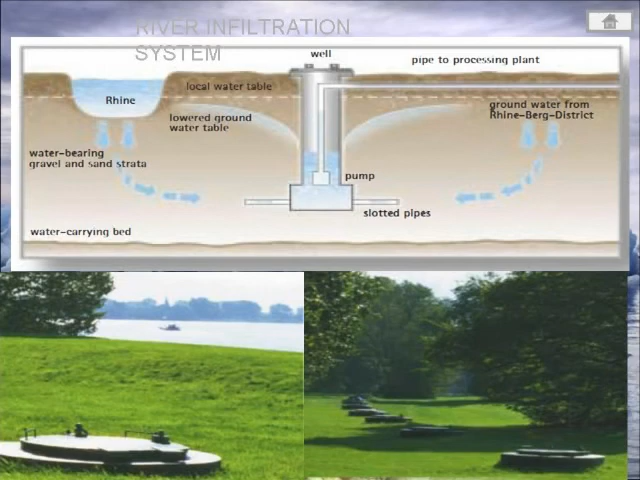 RIVER INFILTRATION
SYSTEM
well
pipe to processing plant
local water table
Rhine
ground water from
Rhine-Berg-District
lowered ground
water table
water-bearing
gravel and sand strata
pump
slotted pipes
water-carrying bed